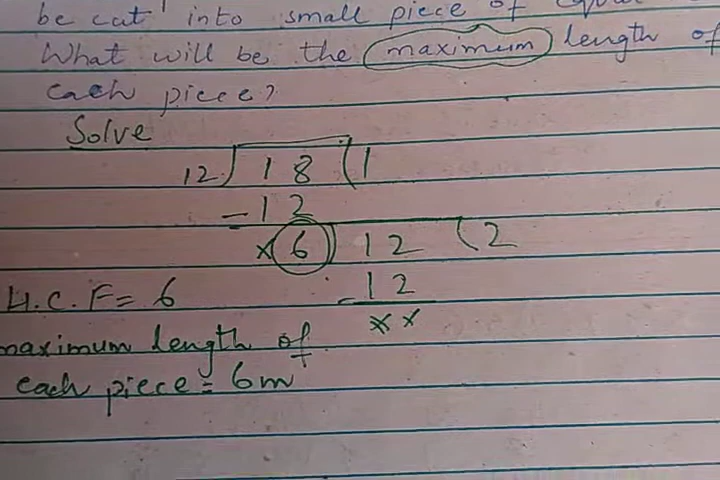 be cut into small piece of equal
What will be the maximum length of
each piece?
Solve
12) 18 (1
-12
×6) 12 (2
H.C.F= 6 -12
××
maximum length of
each piece = 6m